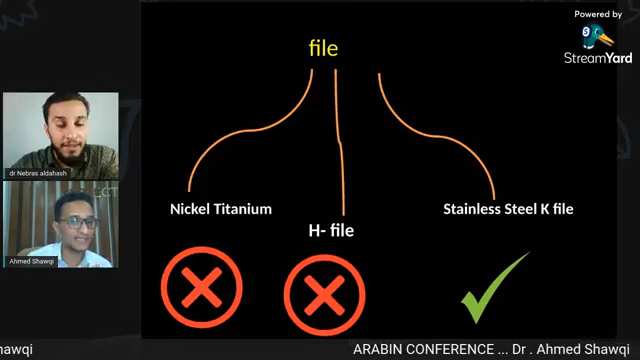 Powered by
StreamYard
file
dr Nebras aldahash
Nickel Titanium
Stainless Steel K file
H- file
Ahmed Shawqi
hawqi
ARABIN CONFERENCE ... Dr . Ahmed Shawqi